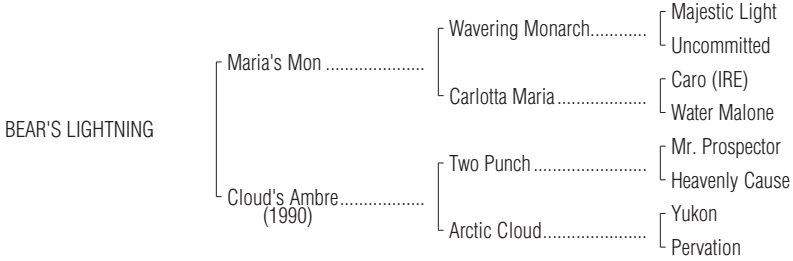 Majestic Light
Wavering Monarch............
Uncommitted
Maria's Mon .....................
Caro (IRE)
Carlotta Maria...................
Water Malone
BEAR'S LIGHTNING
Mr. Prospector
Two Punch ........................
Heavenly Cause
Cloud's Ambre..................
(1990)
Yukon
Arctic Cloud......................
Pervation